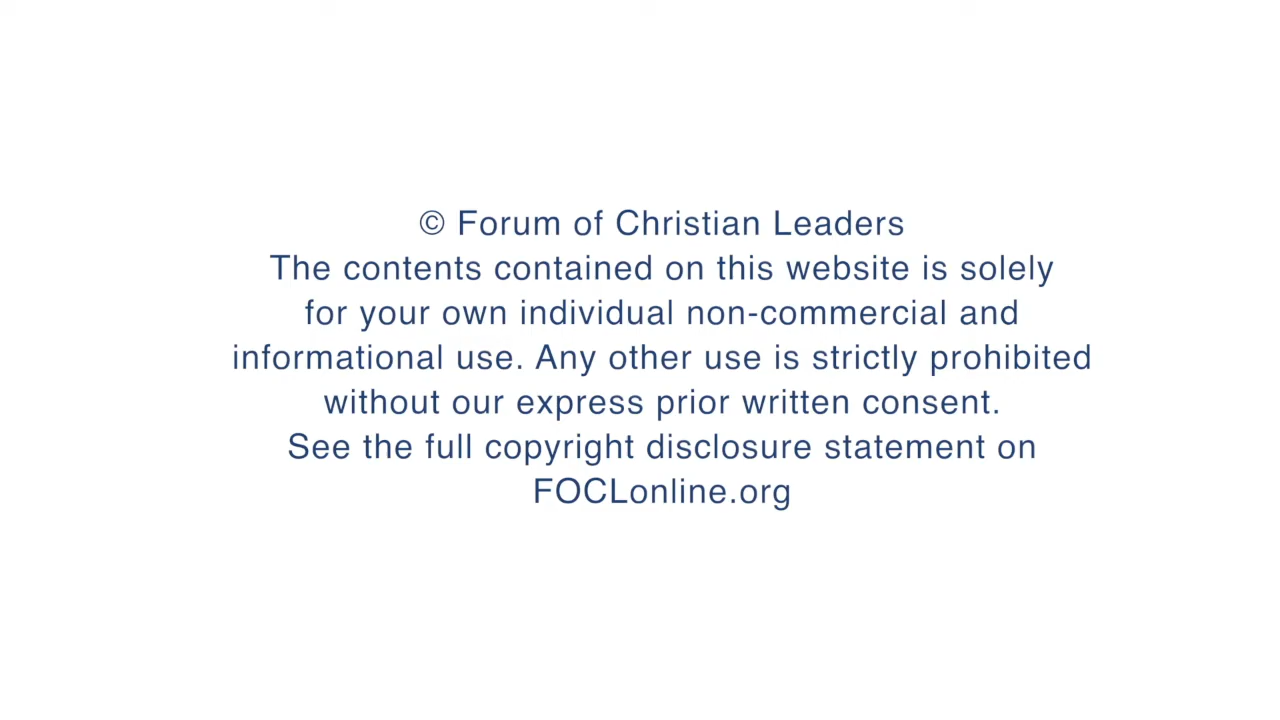 © Forum of Christian Leaders
The contents contained on this website is solely
for your own individual non-commercial and
informational use. Any other use is strictly prohibited
without our express prior written consent.
See the full copyright disclosure statement on
FOCLonline.org